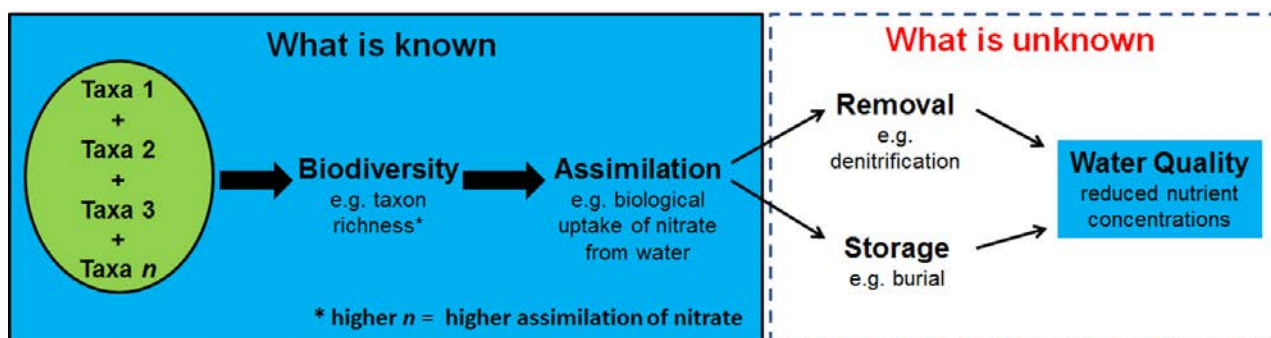 What is known
Taxa 1
+
Taxa 2
+
Taxa 3
+
Taxa n
Biodiversity
e.g. taxon
richness*
Assimilation
e.g. biological
uptake of nitrate
from water
* higher n = higher assimilation of nitrate
What is unknown
Removal
e.g.
denitrification
Storage
e.g. burial
Water Quality
reduced nutrient
concentrations